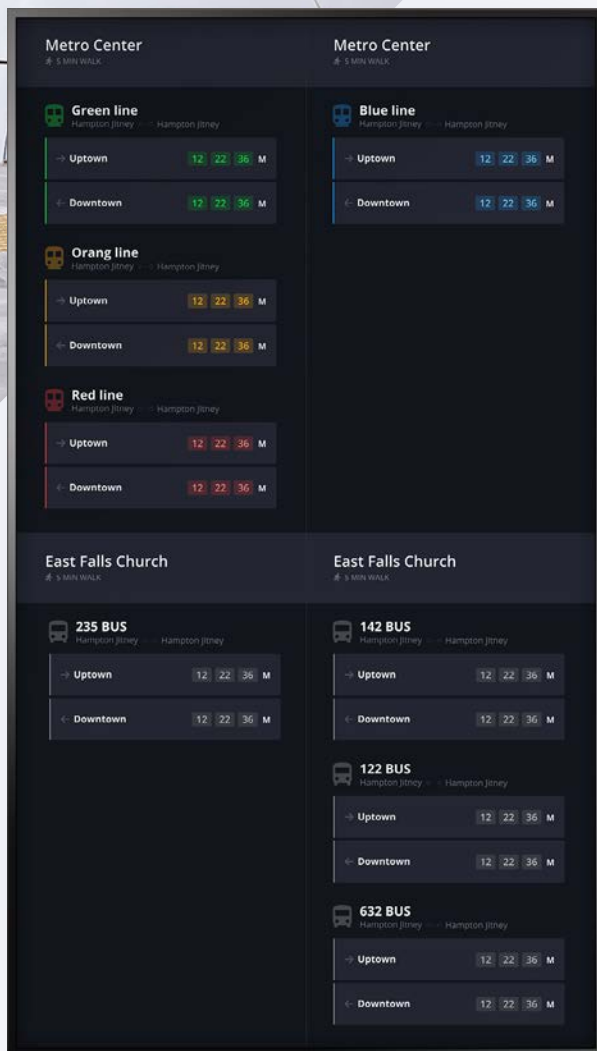 Metro Center
5 MIN WALK
Green line
Hampton Jitney Hampton Jitney
Uptown 12 22 36 M
Downtown 12 22 36 M
Orang line
Hampton Jitney Hampton Jitney
Uptown 12 22 36 M
Downtown 12 22 36 M
Red line
Hampton Jitney Hampton Jitney
Uptown 12 22 36 M
Downtown 12 22 36 M
Metro Center
5 MIN WALK
Blue line
Hampton Jitney Hampton Jitney
Uptown 12 22 36 M
Downtown 12 22 36 M
East Falls Church
5 MIN WALK
235 BUS
Hampton Jitney Hampton Jitney
Uptown 12 22 36 M
Downtown 12 22 36 M
East Falls Church
5 MIN WALK
142 BUS
Hampton Jitney Hampton Jitney
Uptown 12 22 36 M
Downtown 12 22 36 M
122 BUS
Hampton Jitney Hampton Jitney
Uptown 12 22 36 M
Downtown 12 22 36 M
632 BUS
Hampton Jitney Hampton Jitney
Uptown 12 22 36 M
Downtown 12 22 36 M